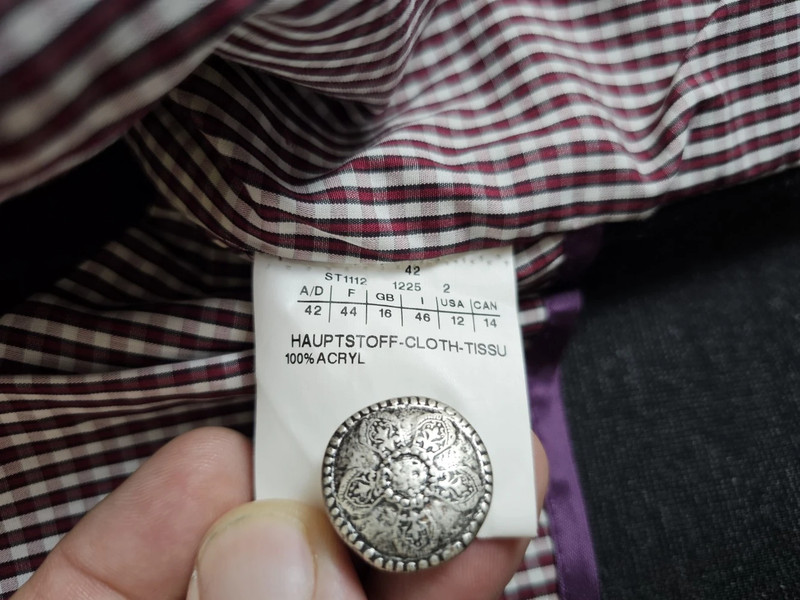 42
ST1112 1225 2
A/D F GB I USA CAN
42 44 16 46 12 14
HAUPTSTOFF-CLOTH-TISSU
100% ACRYL